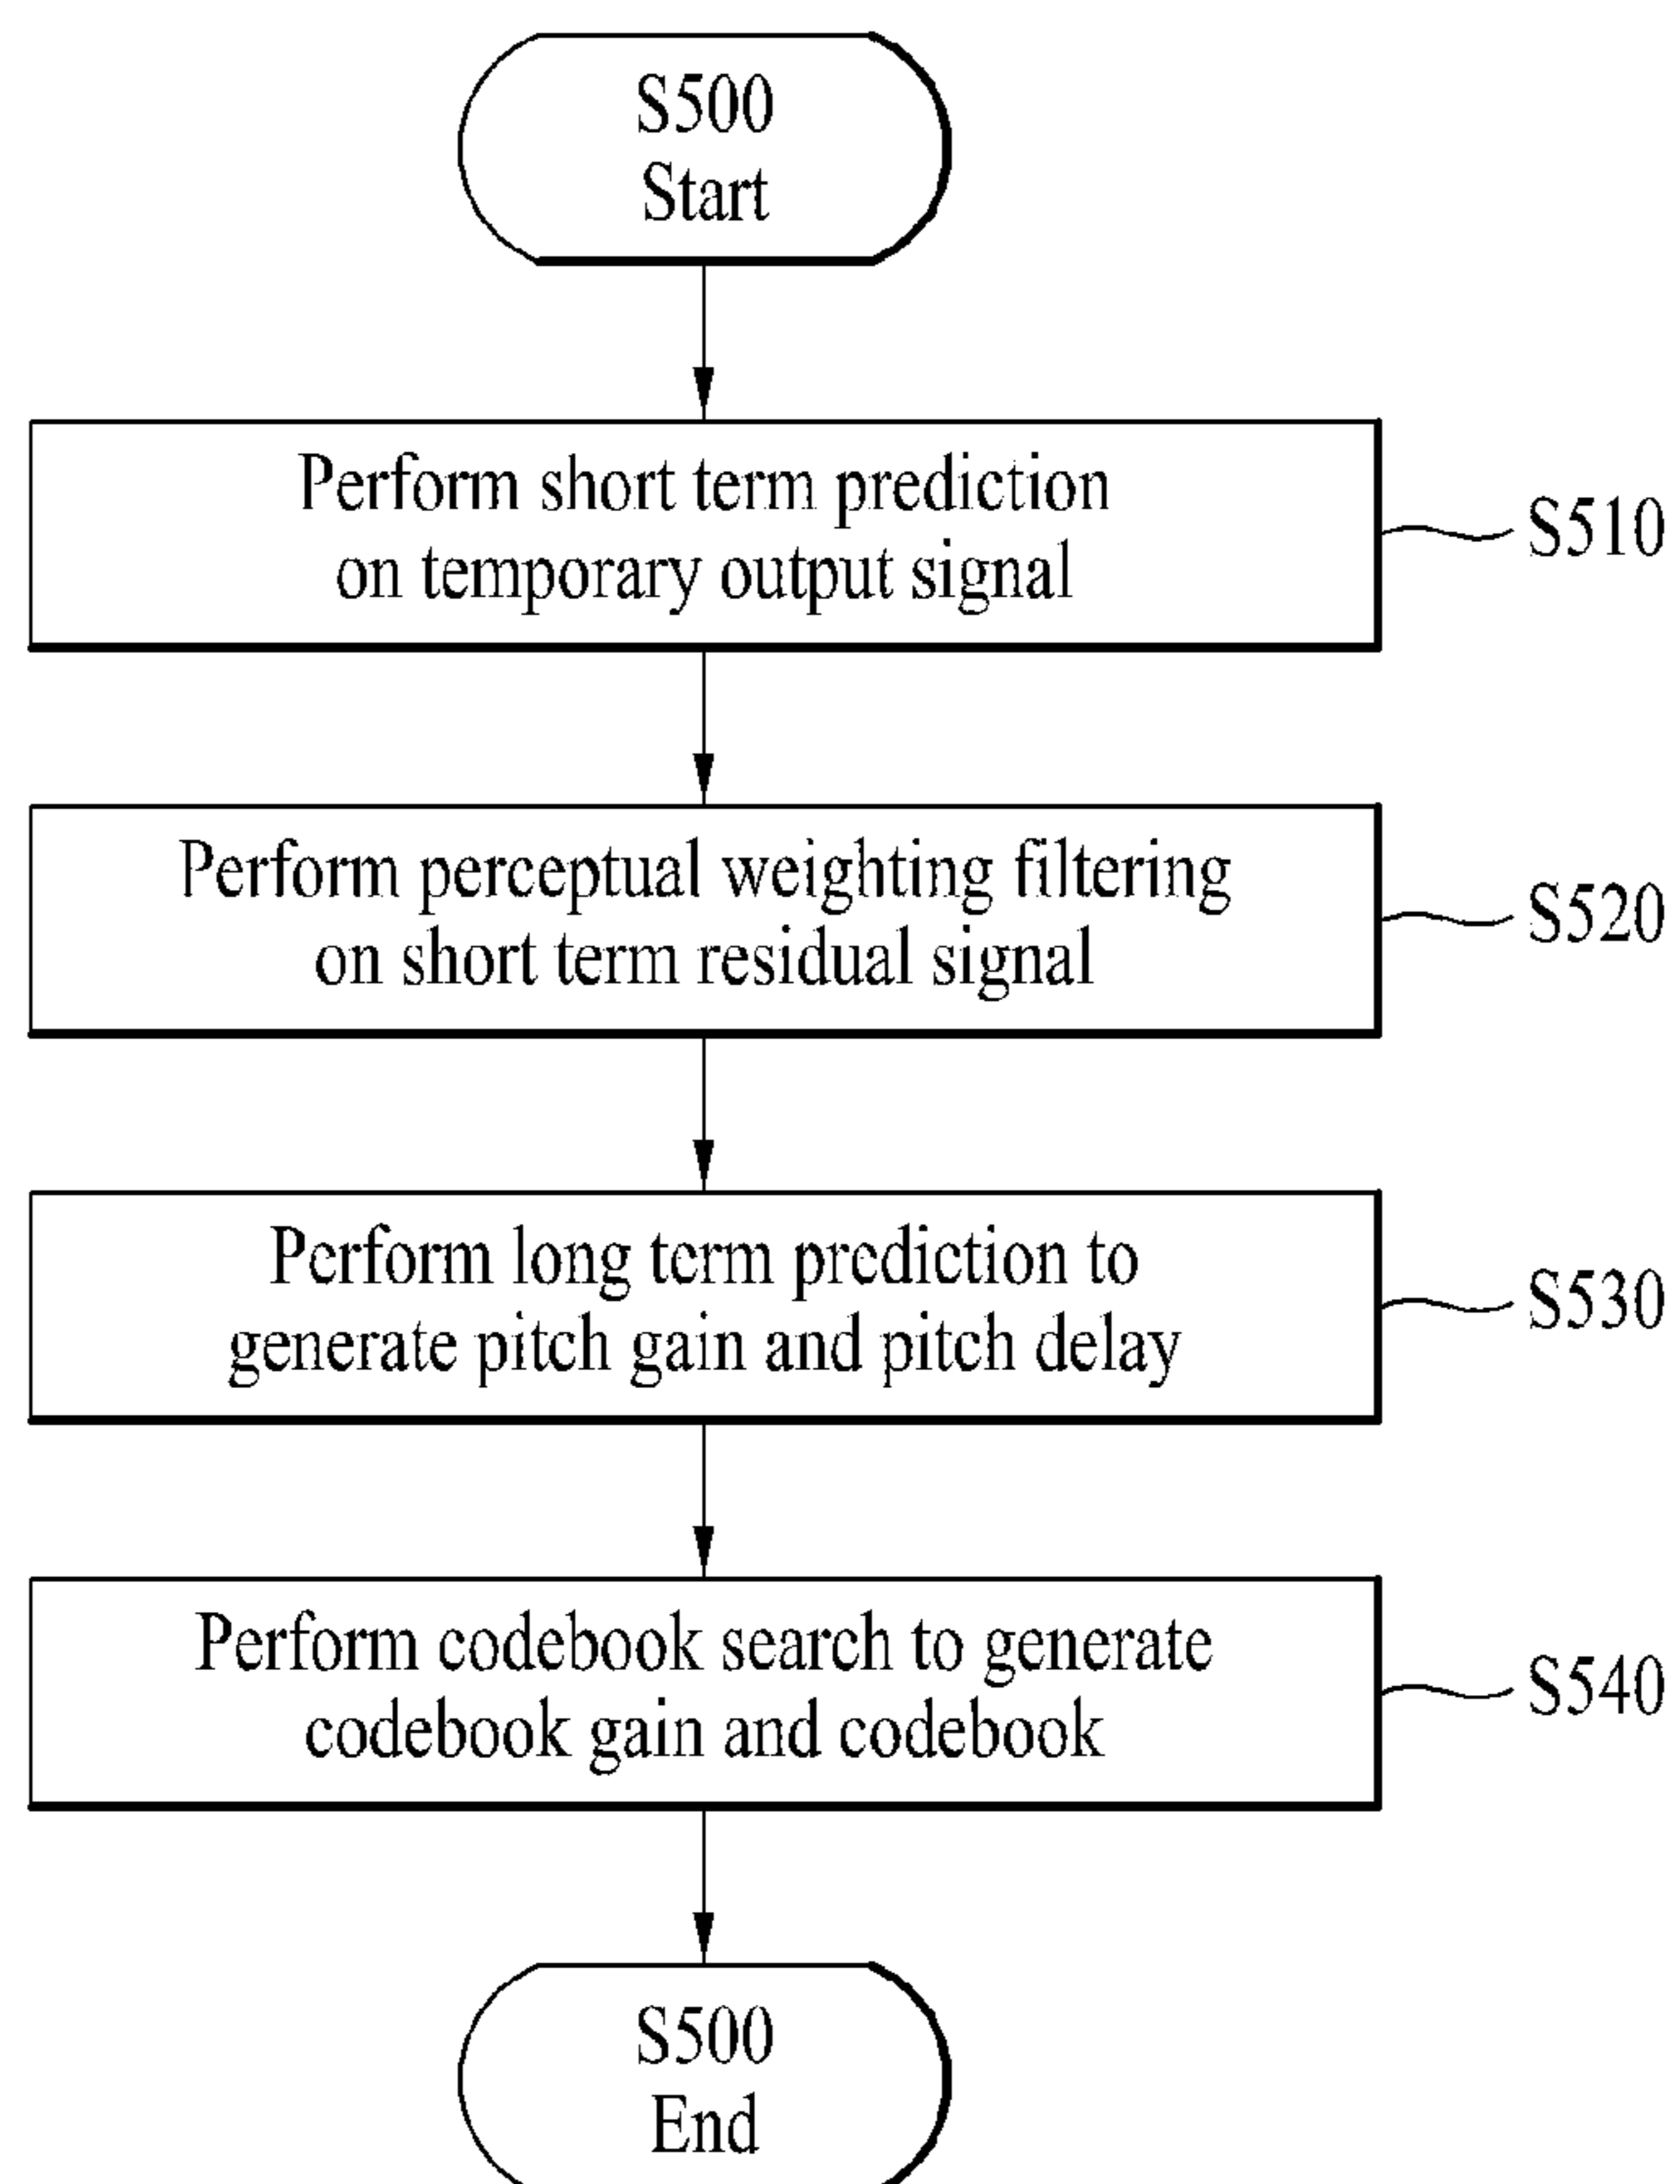 S500
Start
Perform short term prediction
on temporary output signal
S510
Perform perceptual weighting filtering
on short term residual signal
S520
Perform long term prediction to
generate pitch gain and pitch delay
S530
Perform codebook search to generate
codebook gain and codebook
S540
S500
End